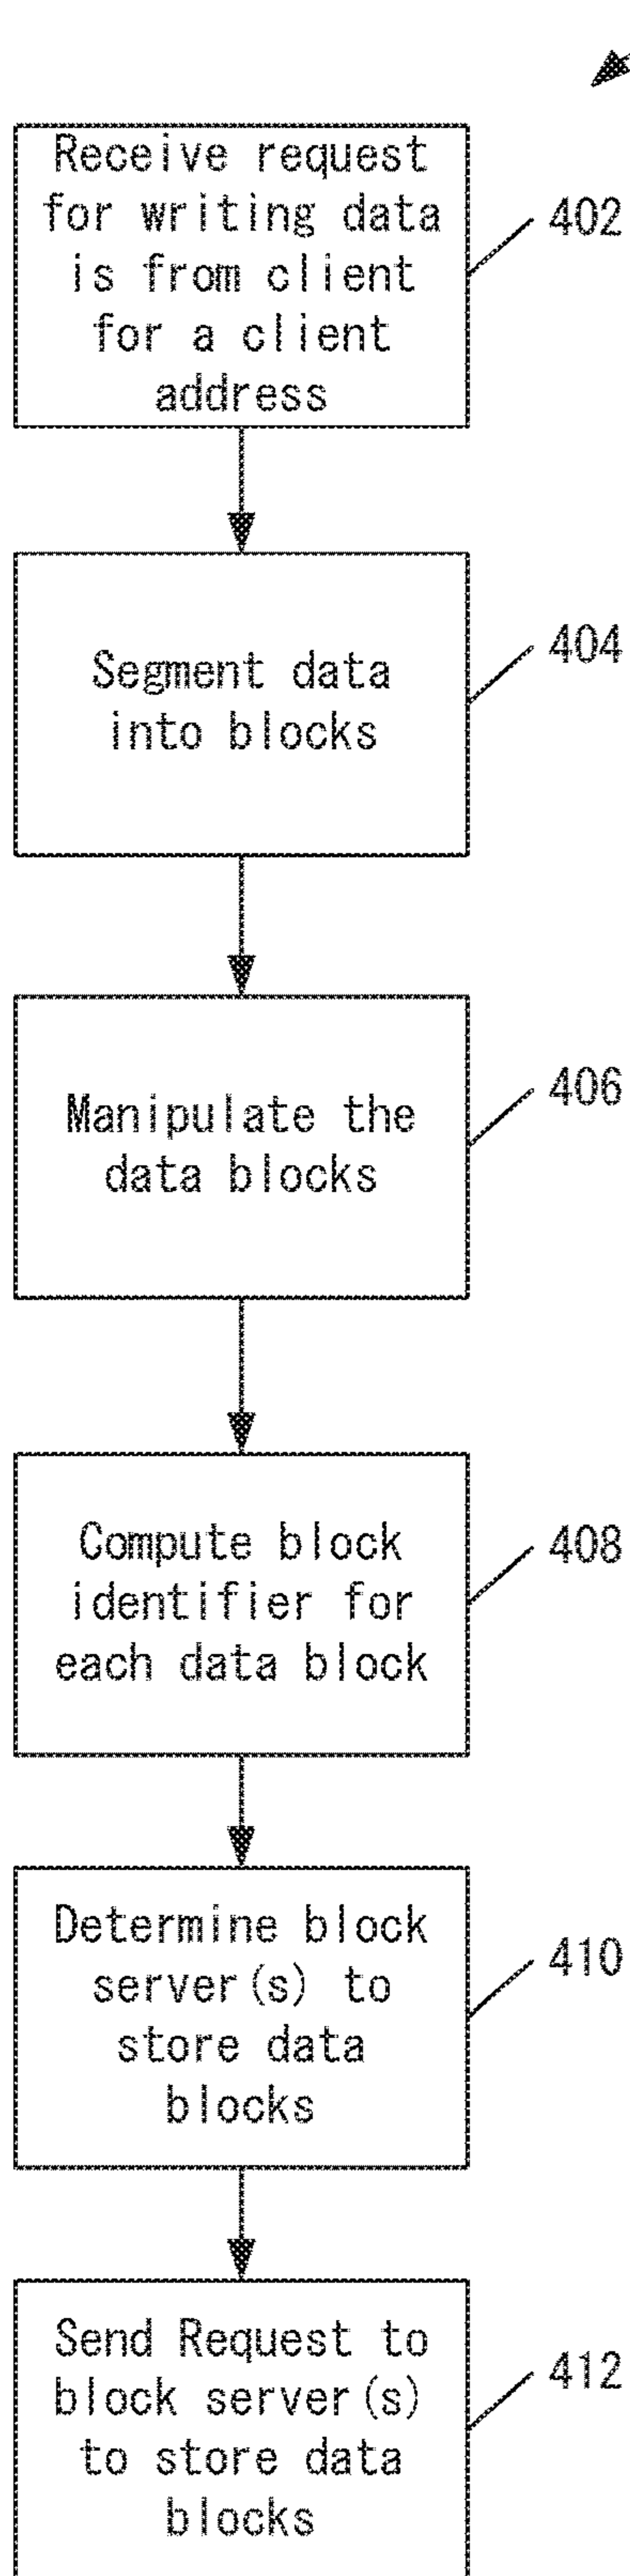 Receive request
for writing data
is from client
for a client
address
402
Segment data
into blocks
404
Manipulate the
data blocks
406
Compute block
identifier for
each data block
408
Determine block
server(s) to
store data
blocks
410
Send Request to
block server(s)
to store data
blocks
412